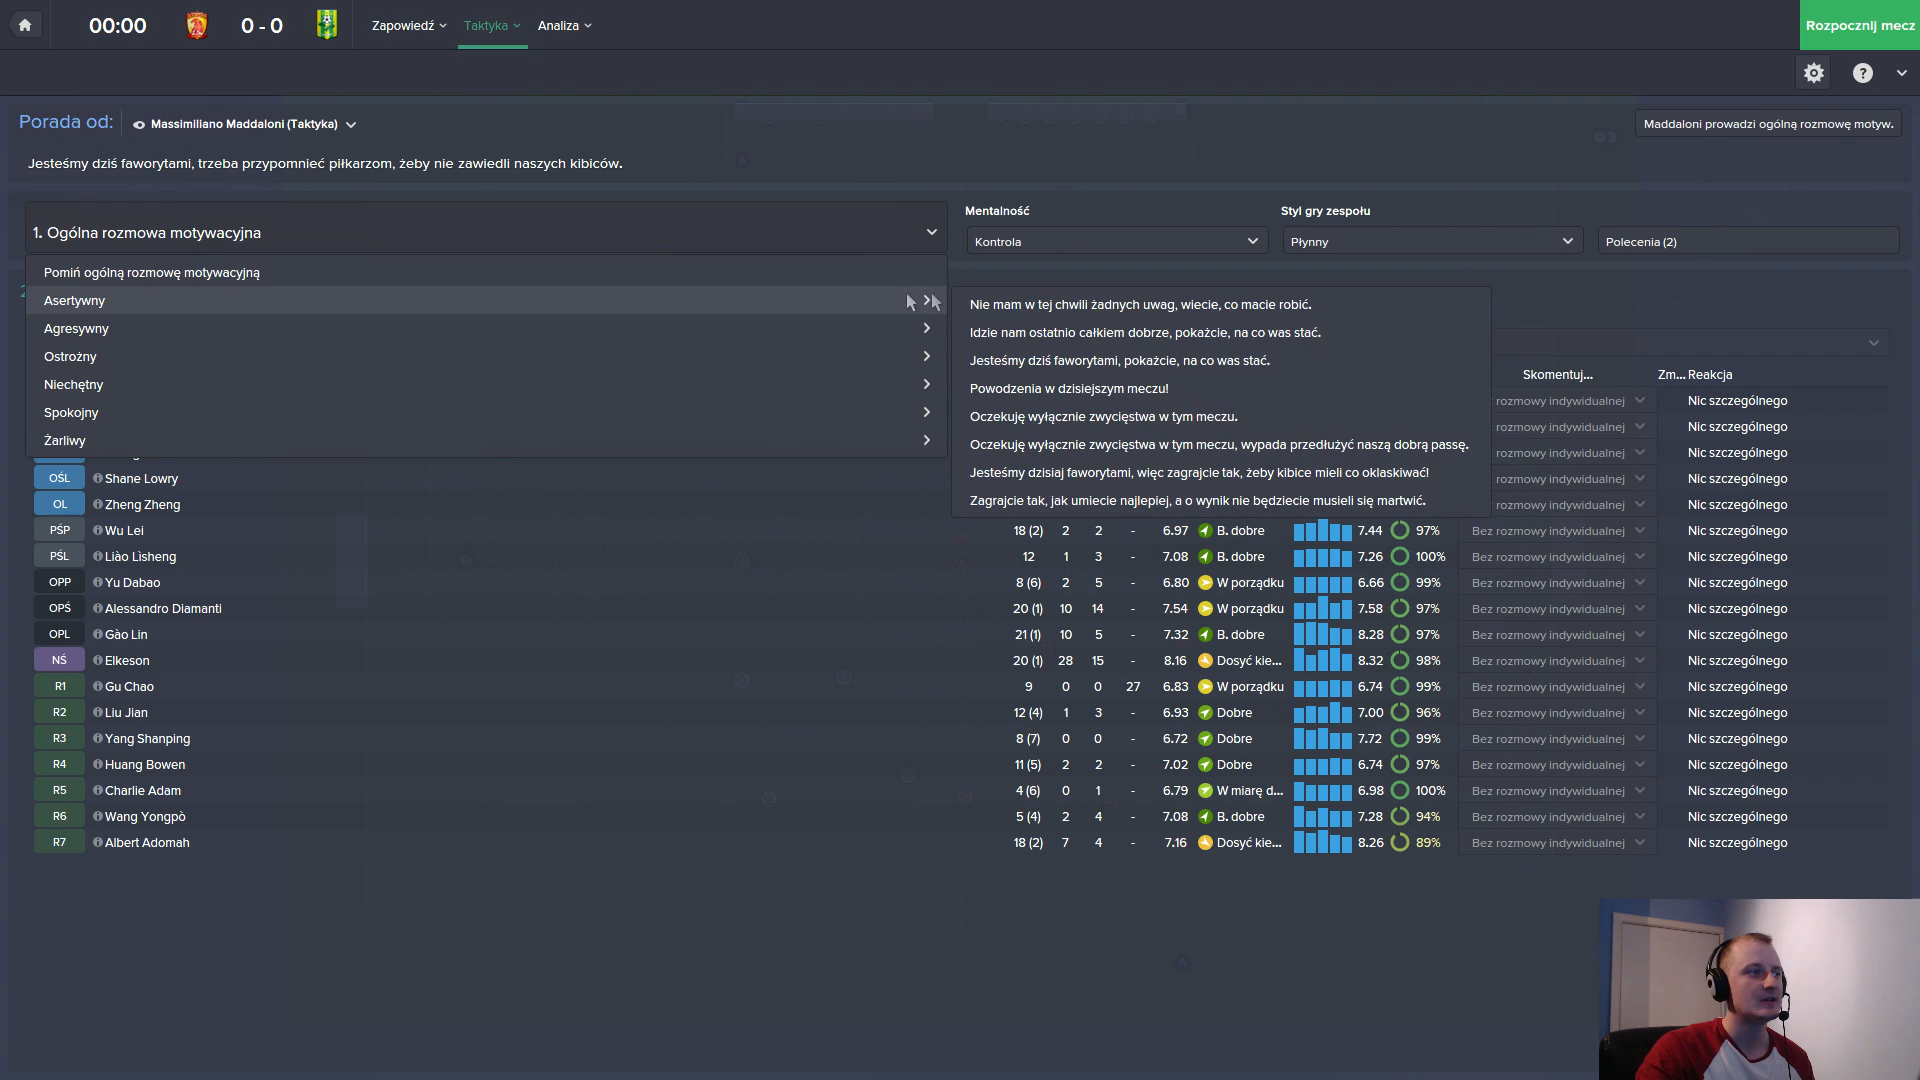 00:00
0 - 0
Zapowiedź
Taktyka
Analiza
Rozpocznij mecz
Porada od:
Massimiliano Maddaloni (Taktyka)
Maddaloni prowadzi ogólną rozmowę motyw.
Jesteśmy dziś faworytami, trzeba przypomnieć piłkarzom, żeby nie zawiedli naszych kibiców.
1. Ogólna rozmowa motywacyjna
Mentalność
Styl gry zespołu
Kontrola
Płynny
Polecenia (2)
Pomiń ogólną rozmowę motywacyjną
Asertywny
Agresywny
Ostrożny
Niechętny
Spokojny
Żarliwy
Nie mam w tej chwili żadnych uwag, wiecie, co macie robić.
Idzie nam ostatnio całkiem dobrze, pokażcie, na co was stać.
Jesteśmy dziś faworytami, pokażcie, na co was stać.
Powodzenia w dzisiejszym meczu!
Oczekuję wyłącznie zwycięstwa w tym meczu.
Oczekuję wyłącznie zwycięstwa w tym meczu, wypada przedłużyć naszą dobrą passę.
Jesteśmy dzisiaj faworytami, więc zagrajcie tak, żeby kibice mieli co oklaskiwać!
Zagrajcie tak, jak umiecie najlepiej, a o wynik nie będziecie musieli się martwić.
Skomentuj... Zm... Reakcja
rozmowy indywidualnej Nic szczególnego
rozmowy indywidualnej Nic szczególnego
rozmowy indywidualnej Nic szczególnego
OŚL Shane Lowry rozmowy indywidualnej Nic szczególnego
OL Zheng Zheng rozmowy indywidualnej Nic szczególnego
PŚP Wu Lei 18 (2) 2 2 - 6.97 B. dobre 7.44 97% Bez rozmowy indywidualnej Nic szczególnego
PŚL Liào Lìsheng 12 1 3 - 7.08 B. dobre 7.26 100% Bez rozmowy indywidualnej Nic szczególnego
OPP Yu Dabao 8 (6) 2 5 - 6.80 W porządku 6.66 99% Bez rozmowy indywidualnej Nic szczególnego
OPŚ Alessandro Diamanti 20 (1) 10 14 - 7.54 W porządku 7.58 97% Bez rozmowy indywidualnej Nic szczególnego
OPL Gào Lin 21 (1) 10 5 - 7.32 B. dobre 8.28 97% Bez rozmowy indywidualnej Nic szczególnego
NŚ Elkeson 20 (1) 28 15 - 8.16 Dosyć kie... 8.32 98% Bez rozmowy indywidualnej Nic szczególnego
R1 Gu Chao 9 0 0 27 6.83 W porządku 6.74 99% Bez rozmowy indywidualnej Nic szczególnego
R2 Liu Jian 12 (4) 1 3 - 6.93 Dobre 7.00 96% Bez rozmowy indywidualnej Nic szczególnego
R3 Yang Shanping 8 (7) 0 0 - 6.72 Dobre 7.72 99% Bez rozmowy indywidualnej Nic szczególnego
R4 Huang Bowen 11 (5) 2 2 - 7.02 Dobre 6.74 97% Bez rozmowy indywidualnej Nic szczególnego
R5 Charlie Adam 4 (6) 0 1 - 6.79 W miarę d... 6.98 100% Bez rozmowy indywidualnej Nic szczególnego
R6 Wang Yongpò 5 (4) 2 4 - 7.08 B. dobre 7.28 94% Bez rozmowy indywidualnej Nic szczególnego
R7 Albert Adomah 18 (2) 7 4 - 7.16 Dosyć kie... 8.26 89% Bez rozmowy indywidualnej Nic szczególnego